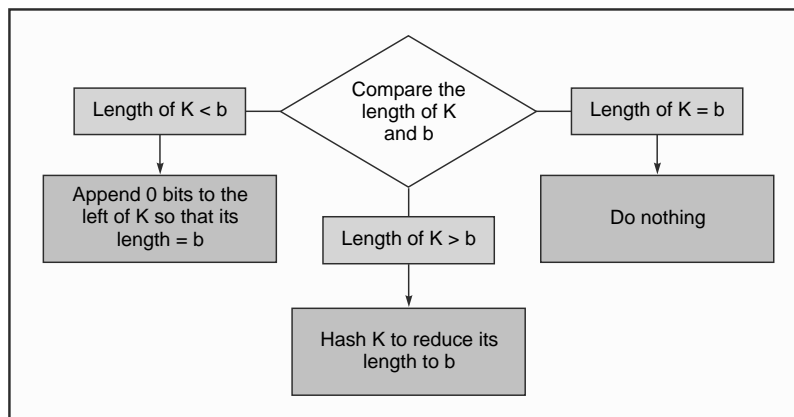 Compare the
length of K
and b
Length of K < b
Length of K = b
Append 0 bits to the
left of K so that its
length = b
Do nothing
Length of K > b
Hash K to reduce its
length to b